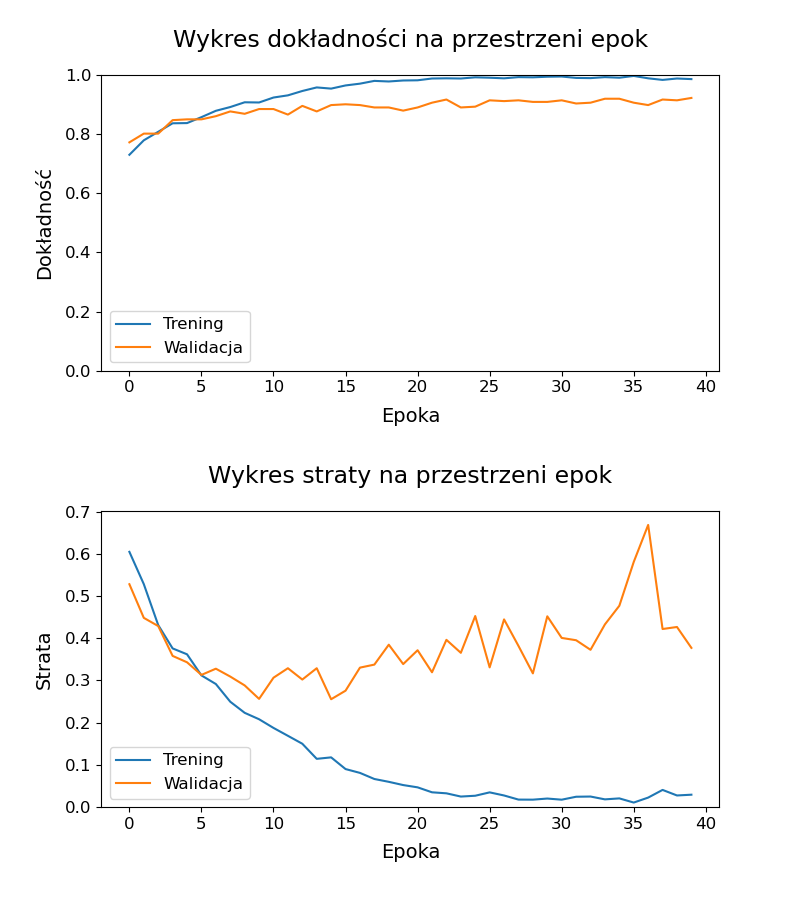 Wykres dokładności na przestrzeni epok
1.0
0.8
0.6
0.4
0.2
0.0
Dokładność
Trening
Walidacja
0 5 10 15 20 25 30 35 40
Epoka
Wykres straty na przestrzeni epok
0.7
0.6
0.5
0.4
0.3
0.2
0.1
0.0
Strata
Trening
Walidacja
0 5 10 15 20 25 30 35 40
Epoka